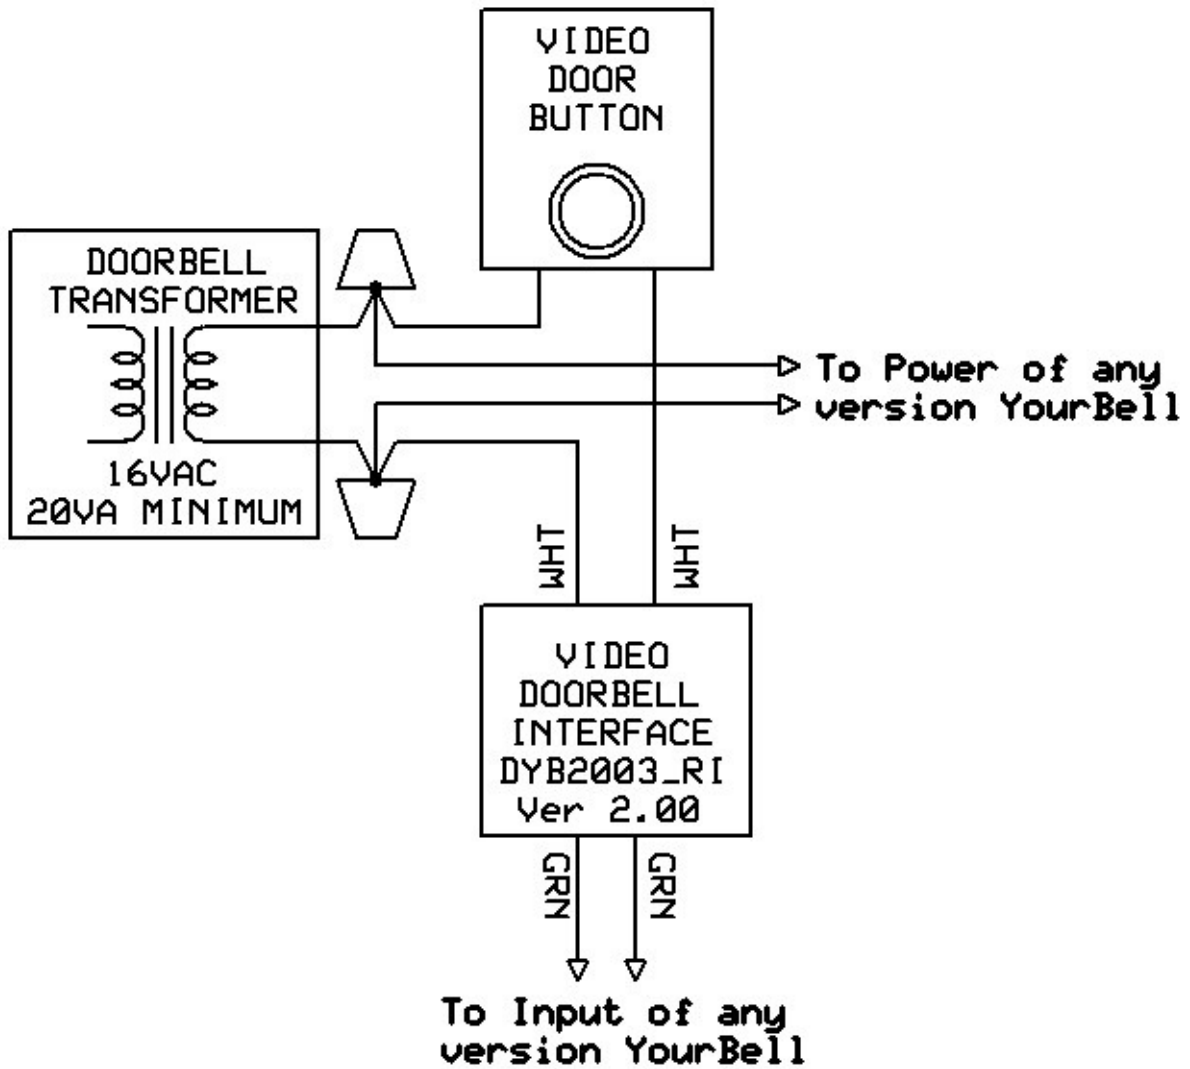 VIDEO
DOOR
BUTTON
DOORBELL
TRANSFORMER
16VAC
20VA MINIMUM
To Power of any
version YourBell
WHT
WHT
VIDEO
DOORBELL
INTERFACE
DYB2003_RI
Ver 2.00
GRN
GRN
To Input of any
version YourBell